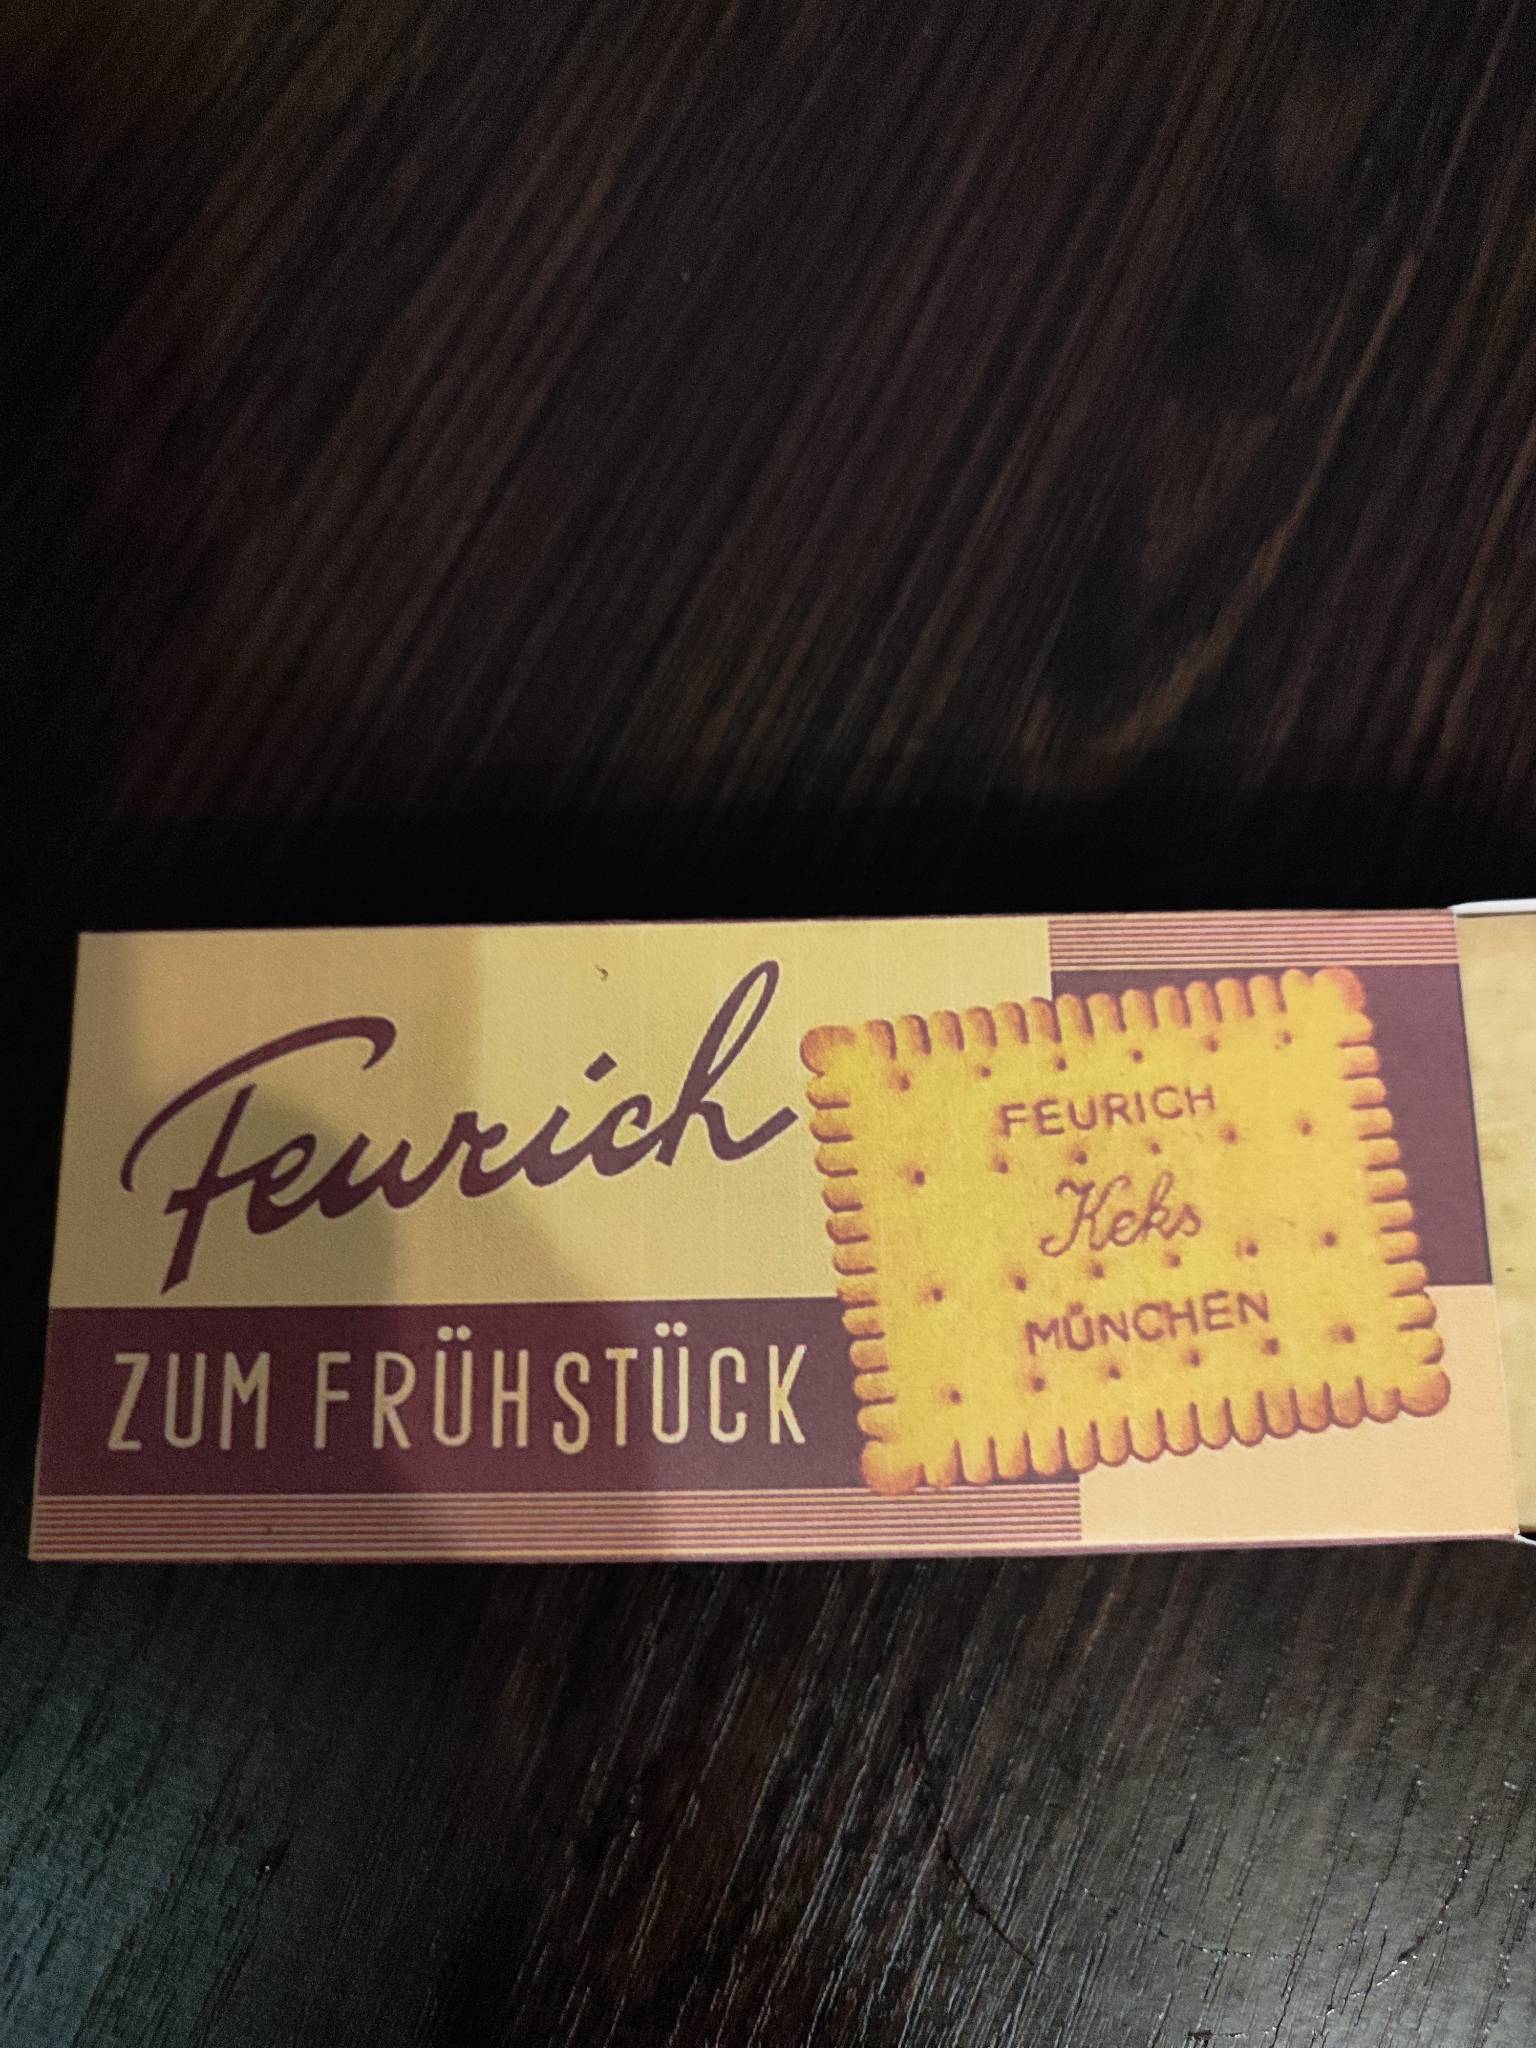 Feurich
ZUM FRÜHSTÜCK
FEURICH
Keks
MÜNCHEN